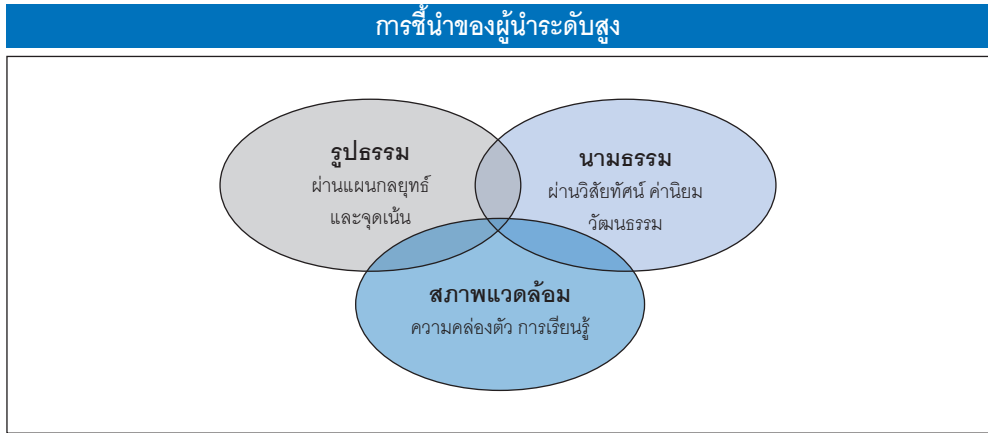 การชี้นำของผู้นำระดับสูง
รูปธรรม
ผ่านแผนกลยุทธ์
และจุดเน้น
นามธรรม
ผ่านวิสัยทัศน์ ค่านิยม
วัฒนธรรม
สภาพแวดล้อม
ความคล่องตัว การเรียนรู้